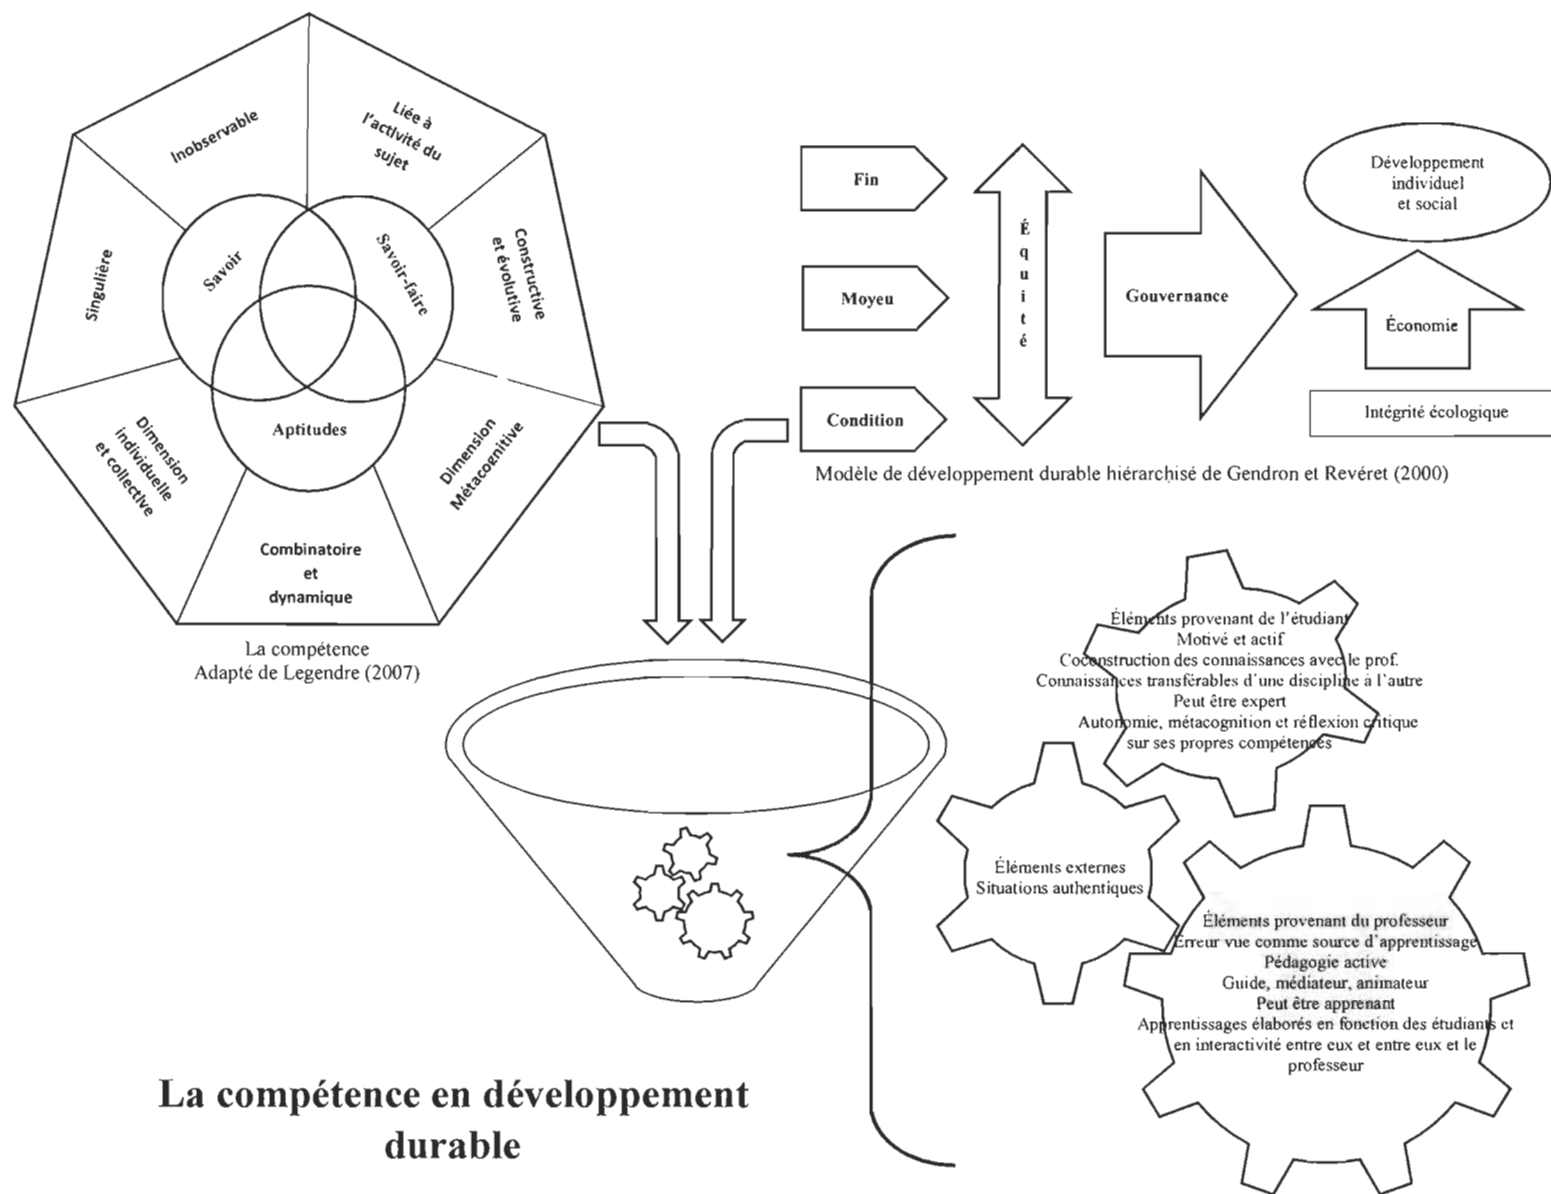 Inobservable
Liée à
l'activité du
sujet
Singulière
Savoir
Savoir-faire
Constructive
et évolutive
Aptitudes
Dimension
individuelle
et collective
Dimension
Métacognitive
Combinatoire
et
dynamique
La compétence
Adapté de Legendre (2007)
Fin
Moyeu
Condition
Équité
Gouvernance
Développement
individuel
et social
Économie
Intégrité écologique
Modèle de développement durable hiérarchisé de Gendron et Revéret (2000)
Éléments provenant de l'étudiant
Motivé et actif
Coconstruction des connaissances avec le prof.
Connaissances transférables d'une discipline à l'autre
Peut être expert
Autonomie, métacognition et réflexion critique
sur ses propres compétences
Éléments externes
Situations authentiques
Éléments provenant du professeur
Erreur vue comme source d'apprentissage
Pédagogie active
Guide, médiateur, animateur
Peut être apprenant
Apprentissages élaborés en fonction des étudiants et
en interactivité entre eux et entre eux et le
professeur
La compétence en développement
durable